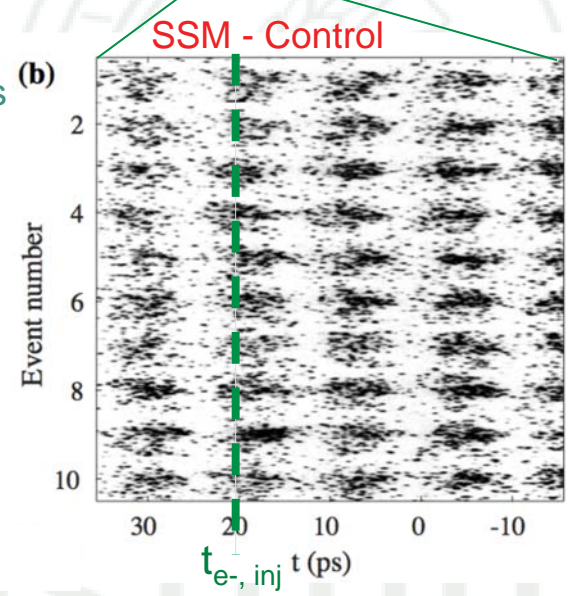 SSM - Control
(b)
s
2
4
6
8
10
Event number
30 20 10 0 -10
t (ps)
te-, inj